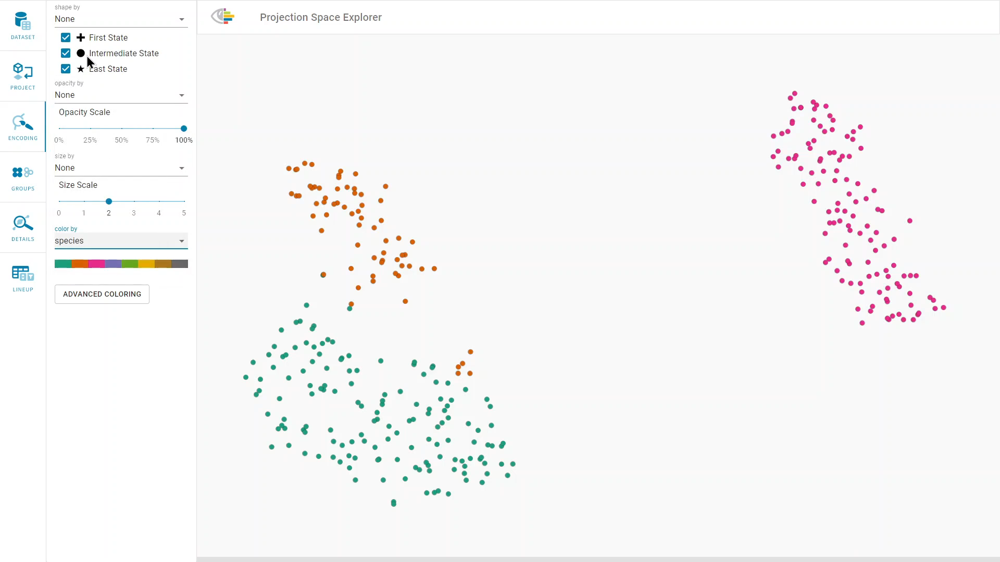 DATASET
PROJECT
ENCODING
GROUPS
DETAILS
LINEUP
shape by
None
First State
Intermediate State
Last State
opacity by
None
Opacity Scale
0% 25% 50% 75% 100%
size by
None
Size Scale
0 1 2 3 4 5
color by
species
ADVANCED COLORING
Projection Space Explorer